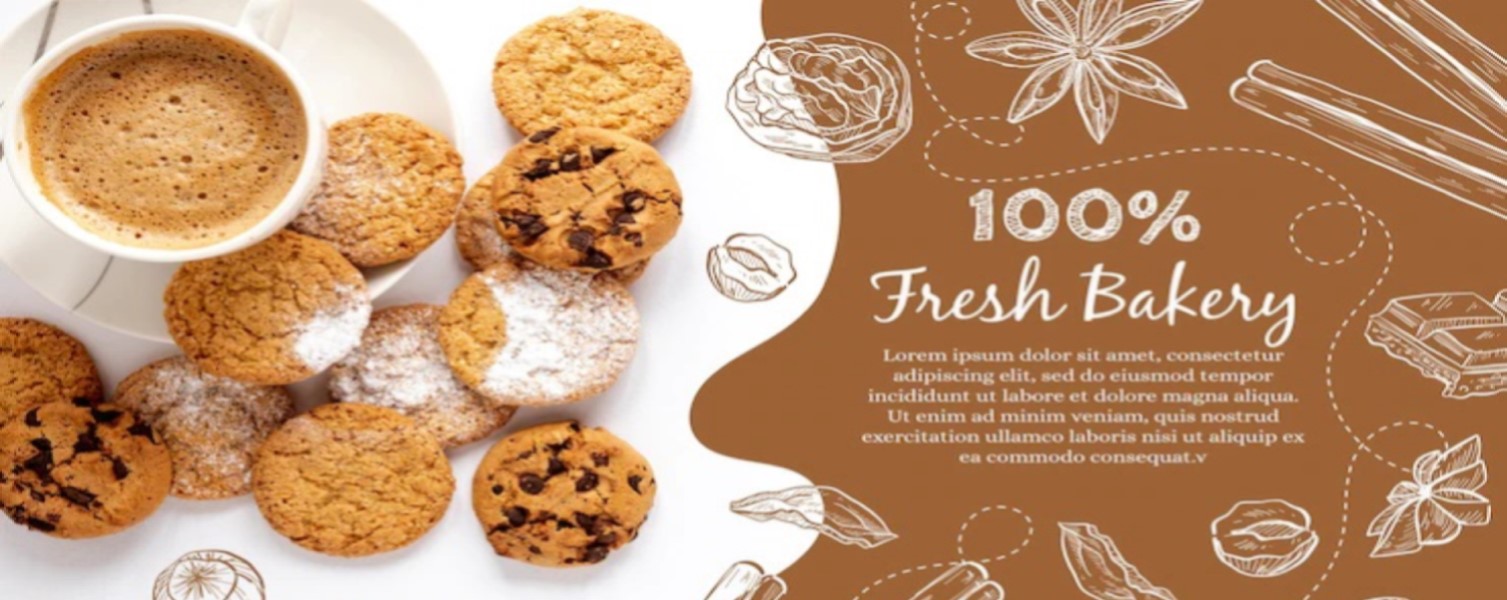 100%
Fresh Bakery
Lorem ipsum dolor sit amet, consectetur
adipiscing elit, sed do eiusmod tempor
incididunt ut labore et dolore magna aliqua.
Ut enim ad minim veniam, quis nostrud
exercitation ullamco laboris nisi ut aliquip ex
ea commodo consequat.v